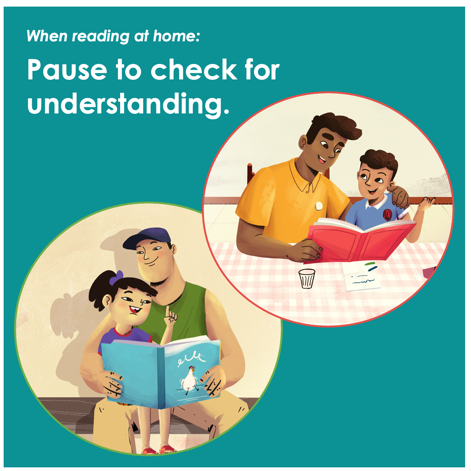 When reading at home:
Pause to check for
understanding.